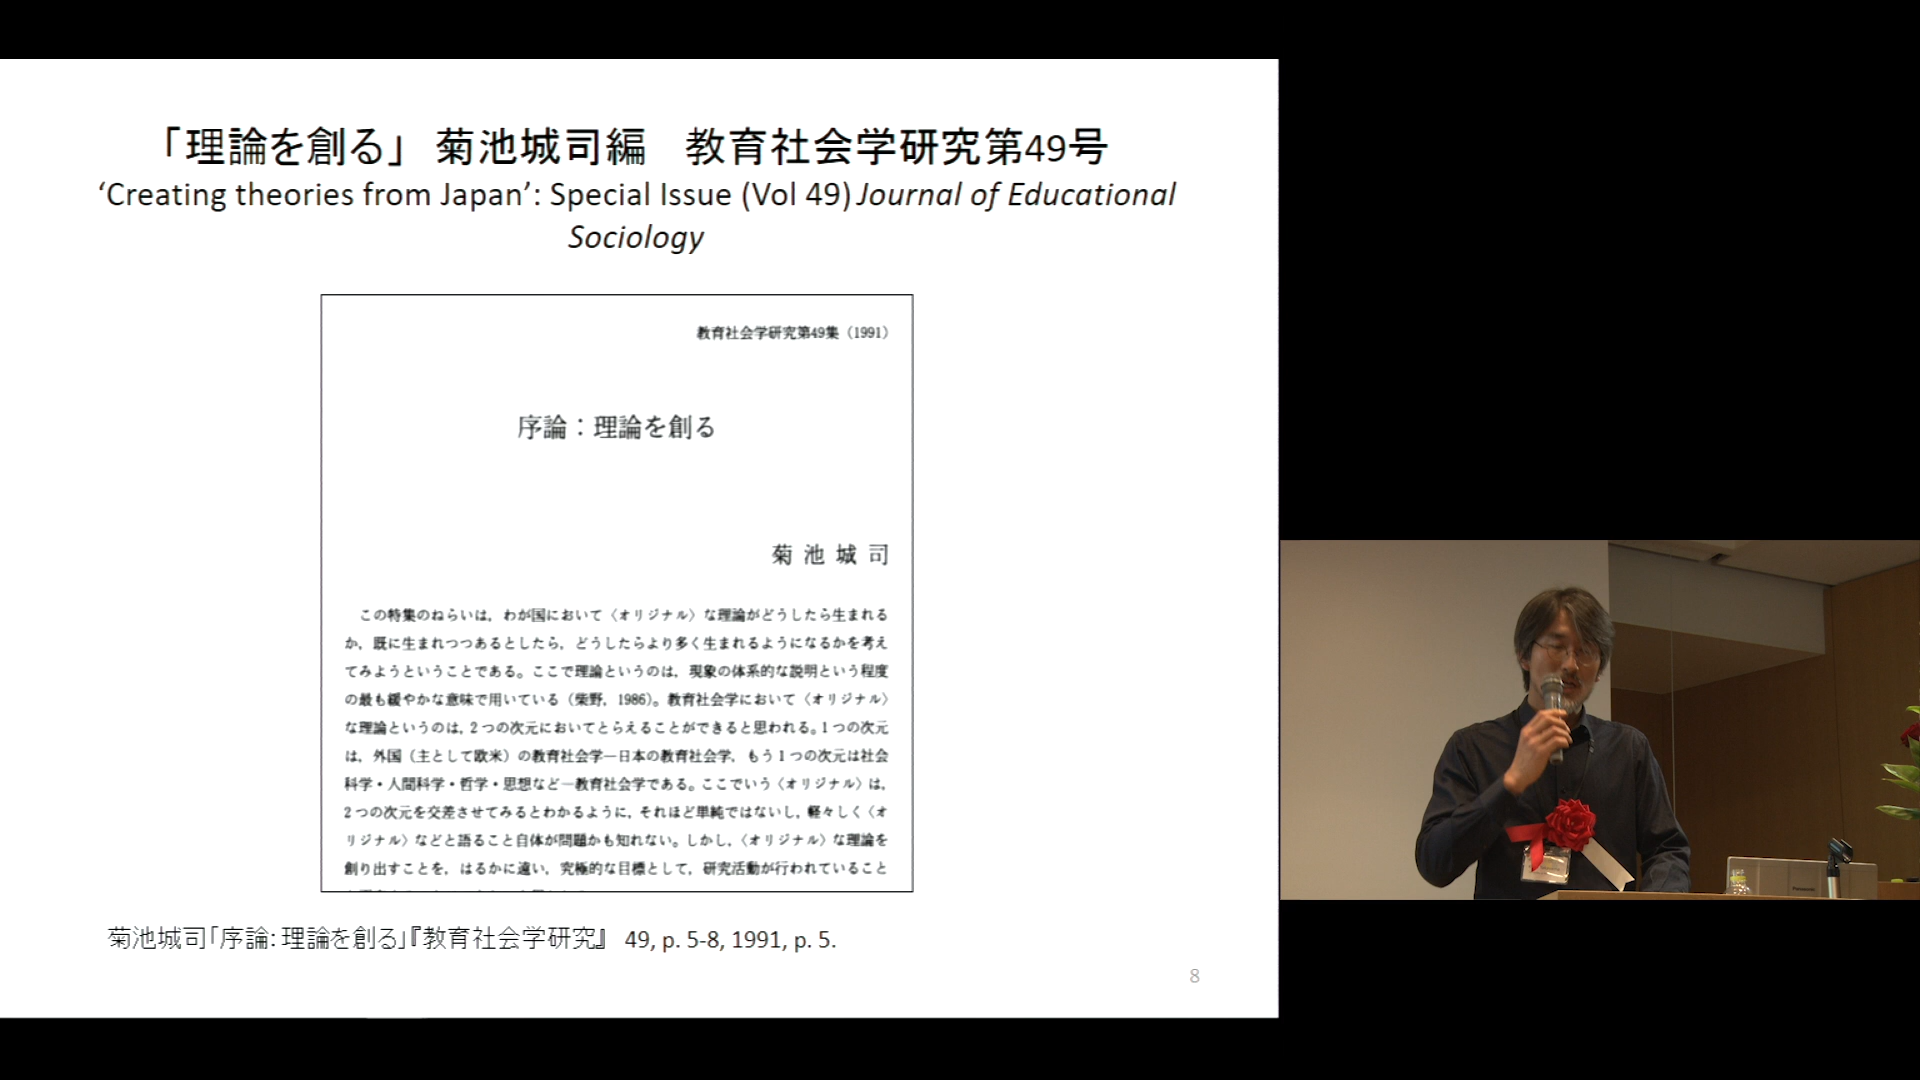 「理論を創る」 菊池城司編　教育社会学研究第49号
‘Creating theories from Japan’: Special Issue (Vol 49) Journal of Educational
Sociology
教育社会学研究第49集（1991）
序論：理論を創る
菊 池 城 司
この特集のねらいは，わが国において〈オリジナル〉な理論がどうしたら生まれる
か，既に生まれつつあるとしたら，どうしたらより多く生まれるようになるかを考え
てみようということである。ここで理論というのは，現象の体系的な説明という程度
の最も緩やかな意味で用いている（柴野，1986）。教育社会学において〈オリジナル〉
な理論というのは，2つの次元においてとらえることができると思われる。1つの次元
は，外国（主として欧米）の教育社会学―日本の教育社会学，もう1つの次元は社会
科学・人間科学・哲学・思想など―教育社会学である。ここでいう〈オリジナル〉は，
2つの次元を交差させてみるとわかるように，それほど単純ではないし，軽々しく〈オ
リジナル〉などと語ること自体が問題かも知れない。しかし，〈オリジナル〉な理論を
創り出すことを，はるかに遠い，究極的な目標として，研究活動が行われていること
菊池城司「序論：理論を創る」『教育社会学研究』 49, p. 5-8, 1991, p. 5.
8
Panasonic